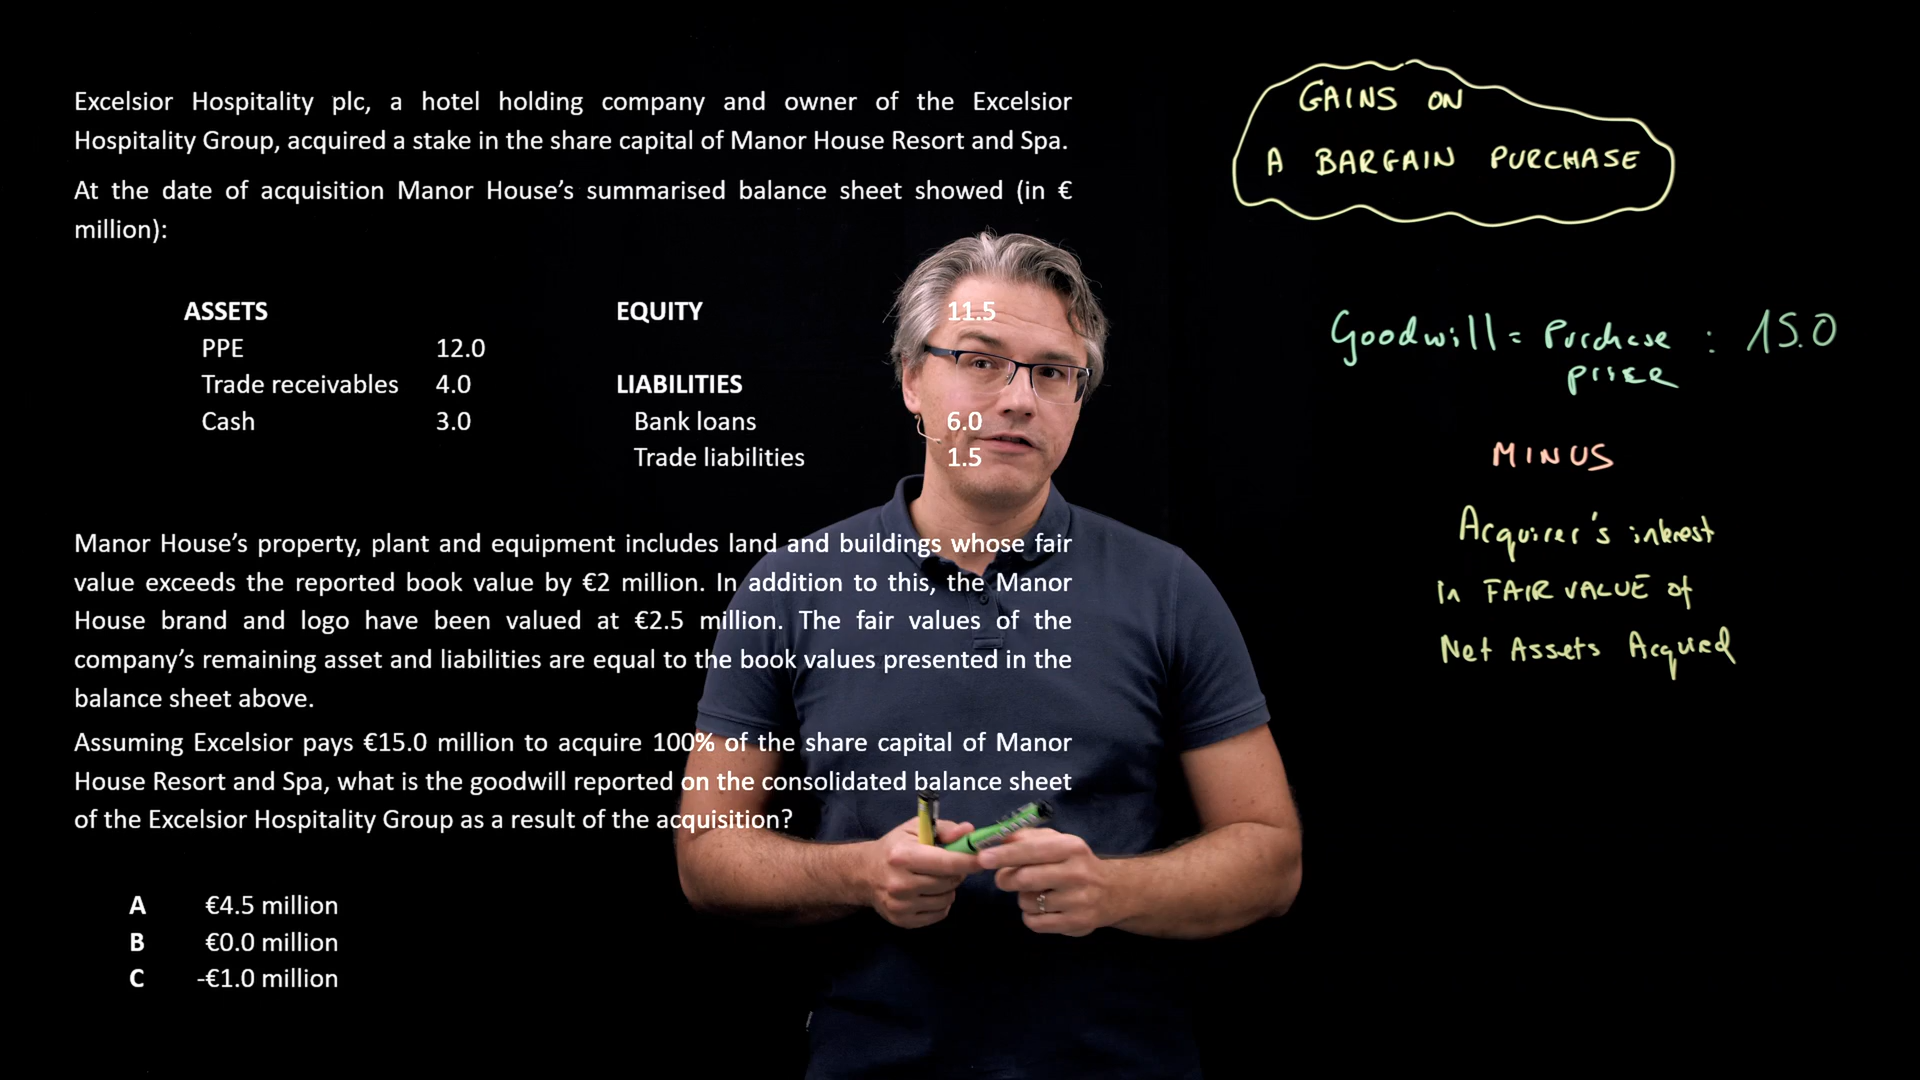 Excelsior Hospitality plc, a hotel holding company and owner of the Excelsior
Hospitality Group, acquired a stake in the share capital of Manor House Resort and Spa.
At the date of acquisition Manor House's summarised balance sheet showed (in €
million):
ASSETS EQUITY 11.5
PPE 12.0
Trade receivables 4.0 LIABILITIES
Cash 3.0 Bank loans 6.0
Trade liabilities 1.5
Manor House's property, plant and equipment includes land and buildings whose fair
value exceeds the reported book value by €2 million. In addition to this, the Manor
House brand and logo have been valued at €2.5 million. The fair values of the
company's remaining asset and liabilities are equal to the book values presented in the
balance sheet above.
Assuming Excelsior pays €15.0 million to acquire 100% of the share capital of Manor
House Resort and Spa, what is the goodwill reported on the consolidated balance sheet
of the Excelsior Hospitality Group as a result of the acquisition?
A €4.5 million
B €0.0 million
C -€1.0 million
GAINS ON
A BARGAIN PURCHASE
Goodwill = Purchase : 15.0
price
MINUS
Acquirer's interest
in FAIR VALUE of
Net Assets Acquired